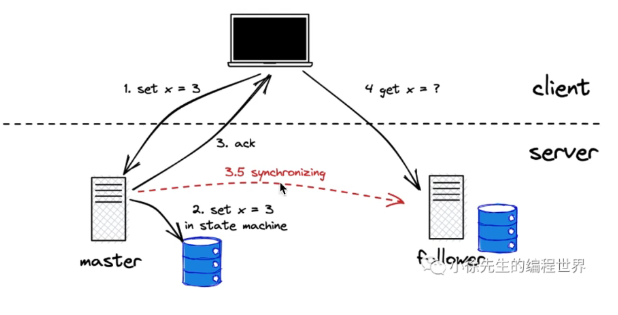 1. set x = 3
4 get x = ?
client
3. ack
server
3.5 synchronizing
2. set x = 3
in state machine
master
follower
小徐先生的编程世界